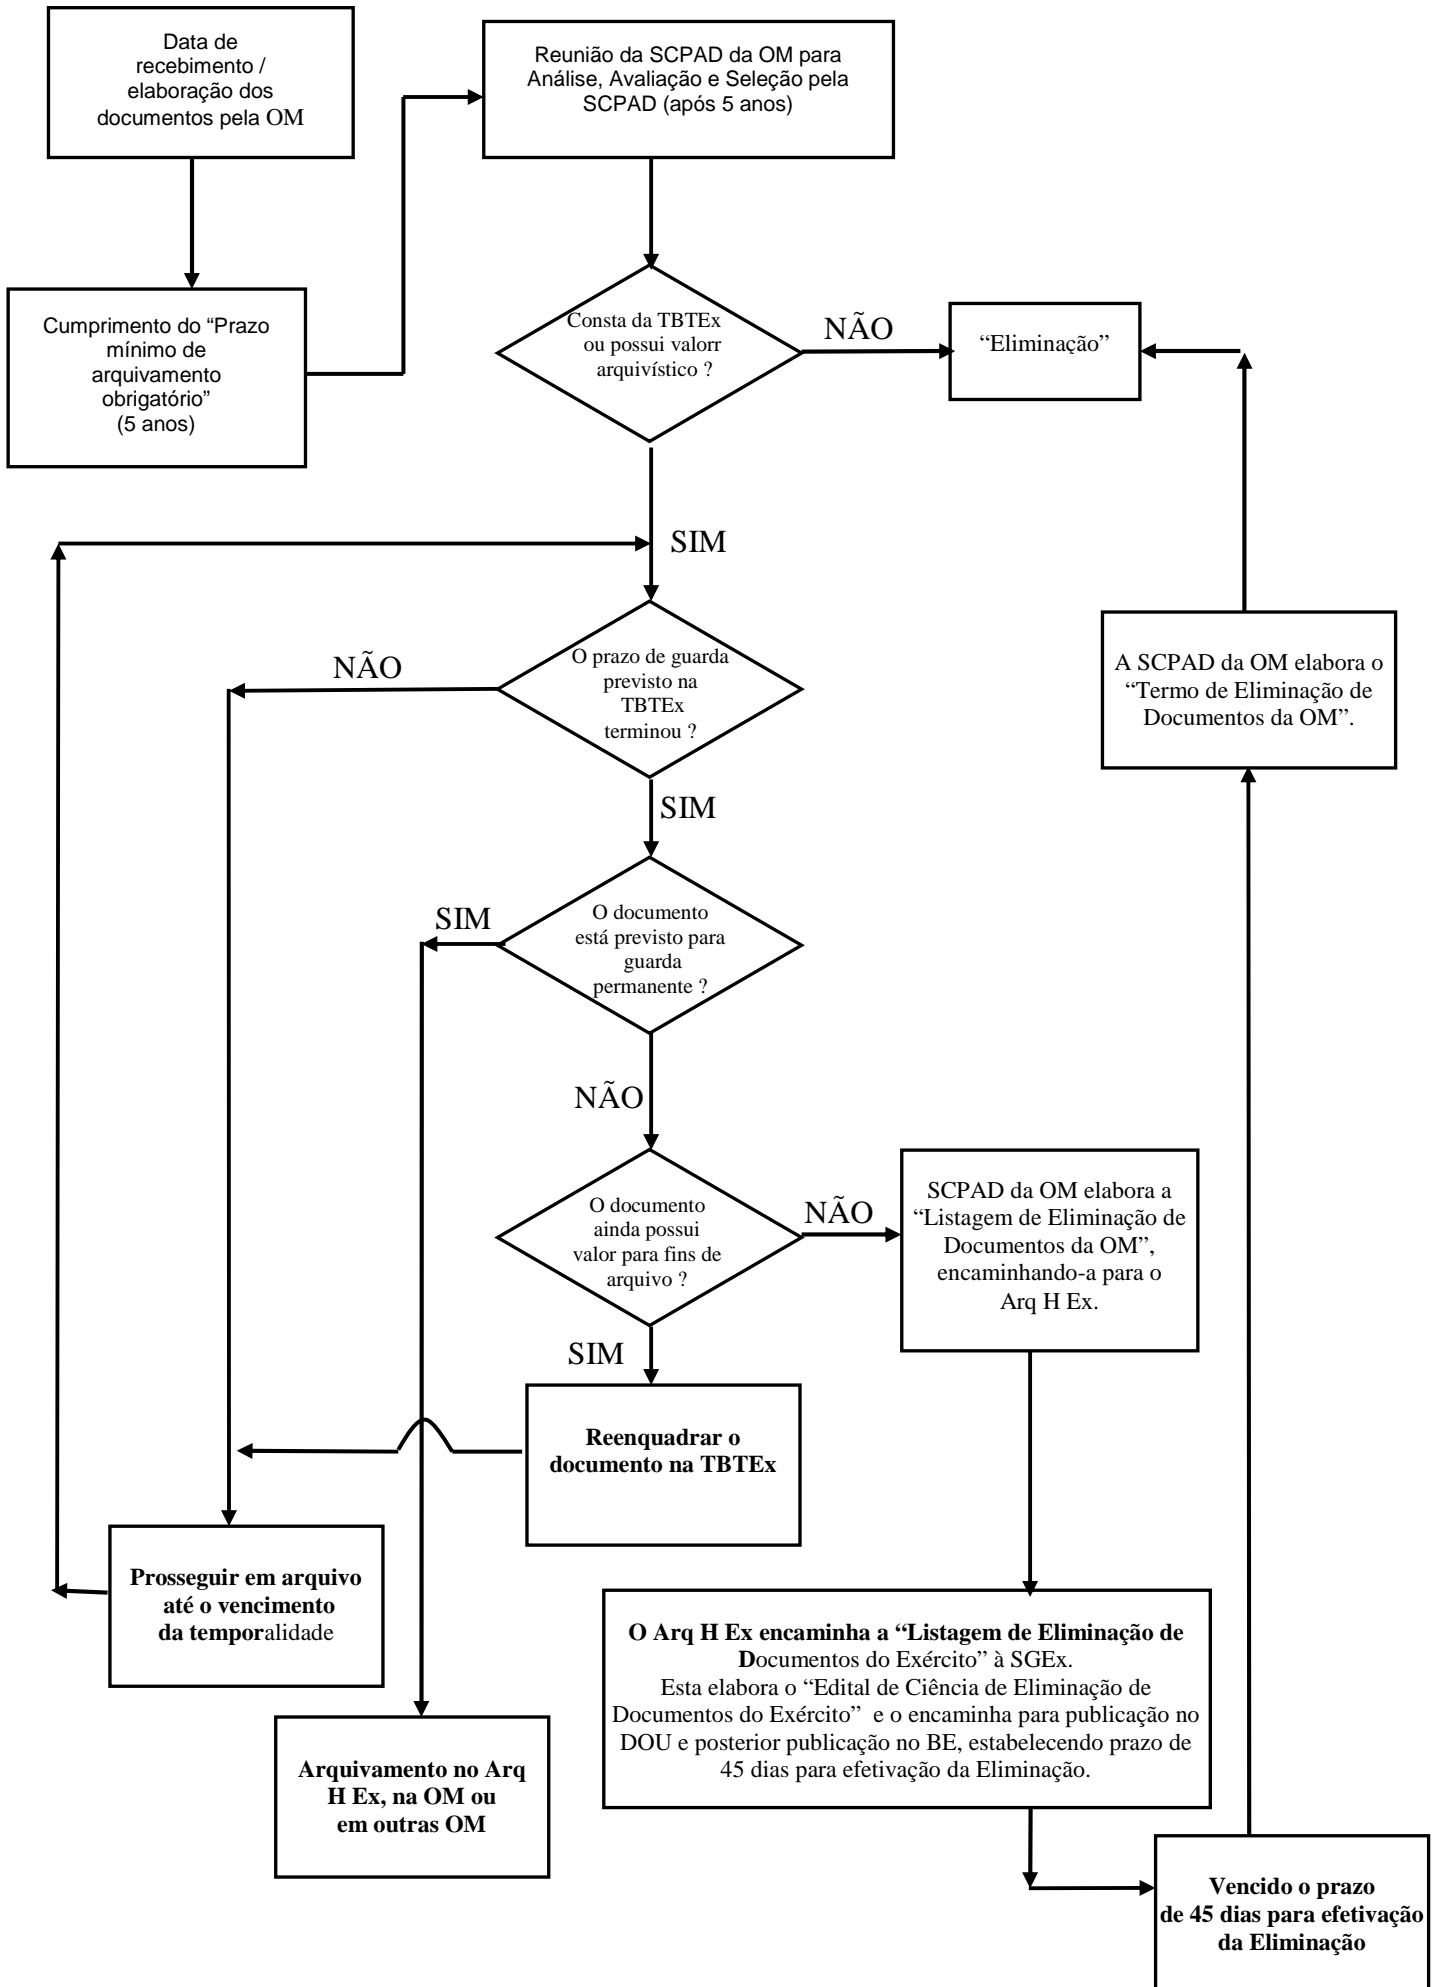 Data de
recebimento /
elaboração dos
documentos pela OM
Reunião da SCPAD da OM para
Análise, Avaliação e Seleção pela
SCPAD (após 5 anos)
Cumprimento do “Prazo
mínimo de
arquivamento
obrigatório”
(5 anos)
Consta da TBTEx
ou possui valorr
arquivístico ?
NÃO
“Eliminação”
SIM
O prazo de guarda
previsto na
TBTEx
terminou ?
NÃO
A SCPAD da OM elabora o
“Termo de Eliminação de
Documentos da OM”.
SIM
O documento
está previsto para
guarda
permanente ?
SIM
NÃO
O documento
ainda possui
valor para fins de
arquivo ?
NÃO
SCPAD da OM elabora a
“Listagem de Eliminação de
Documentos da OM”,
encaminhando-a para o
Arq H Ex.
SIM
Reenquadrar o
documento na TBTEx
Prosseguir em arquivo
até o vencimento
da temporalidade
O Arq H Ex encaminha a “Listagem de Eliminação de
Documentos do Exército” à SGEx.
Esta elabora o “Edital de Ciência de Eliminação de
Documentos do Exército” e o encaminha para publicação no
DOU e posterior publicação no BE, estabelecendo prazo de
45 dias para efetivação da Eliminação.
Arquivamento no Arq
H Ex, na OM ou
em outras OM
Vencido o prazo
de 45 dias para efetivação
da Eliminação